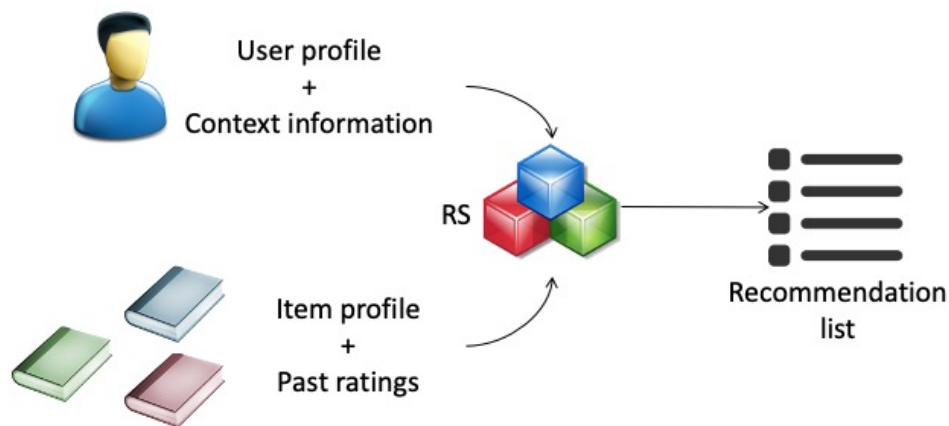 User profile
+
Context information
RS
Item profile
+
Past ratings
Recommendation
list